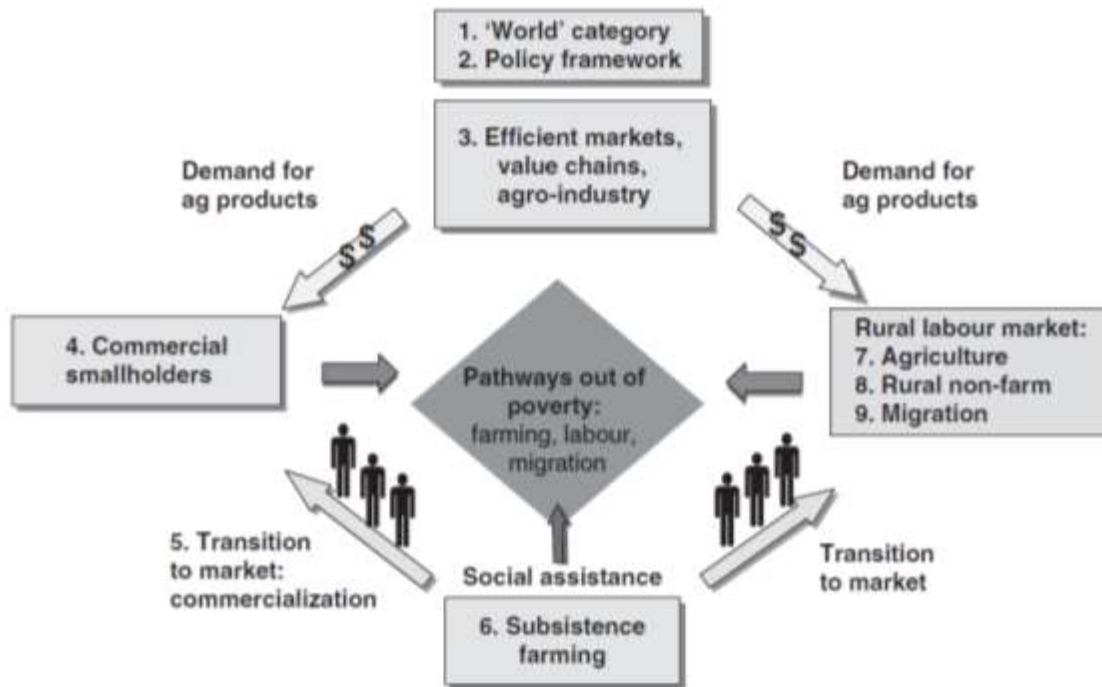 1. ‘World’ category
2. Policy framework
3. Efficient markets,
value chains,
agro-industry
Demand for
ag products
Demand for
ag products
$$
$$
4. Commercial
smallholders
Pathways out of
poverty:
farming, labour,
migration
Rural labour market:
7. Agriculture
8. Rural non-farm
9. Migration
5. Transition
to market:
commercialization
Social assistance
Transition
to market
6. Subsistence
farming